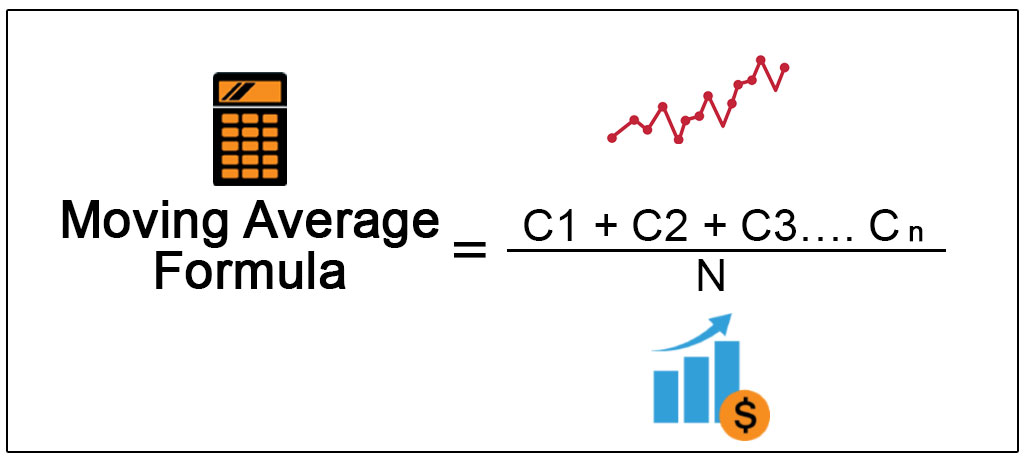 Moving Average
Formula
=
C1 + C2 + C3.... Cn
N
$